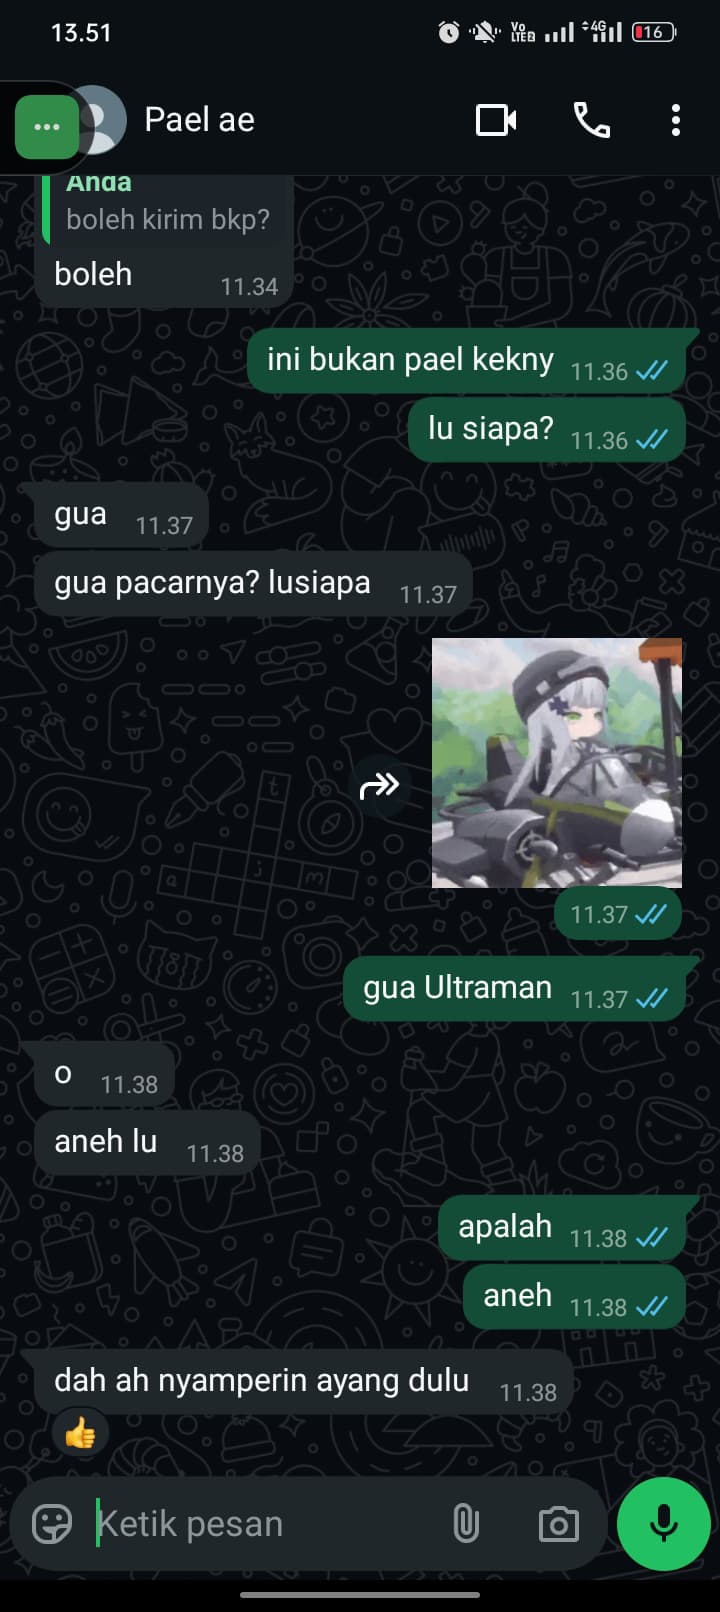 13.51
Vo
LTE2
4G
16
Pael ae
Anda
boleh kirim bkp?
boleh
11.34
ini bukan pael kekny
11.36
lu siapa?
11.36
gua
11.37
gua pacarnya? lusiapa
11.37
11.37
gua Ultraman
11.37
o
11.38
aneh lu
11.38
apalah
11.38
aneh
11.38
dah ah nyamperin ayang dulu
11.38
Ketik pesan